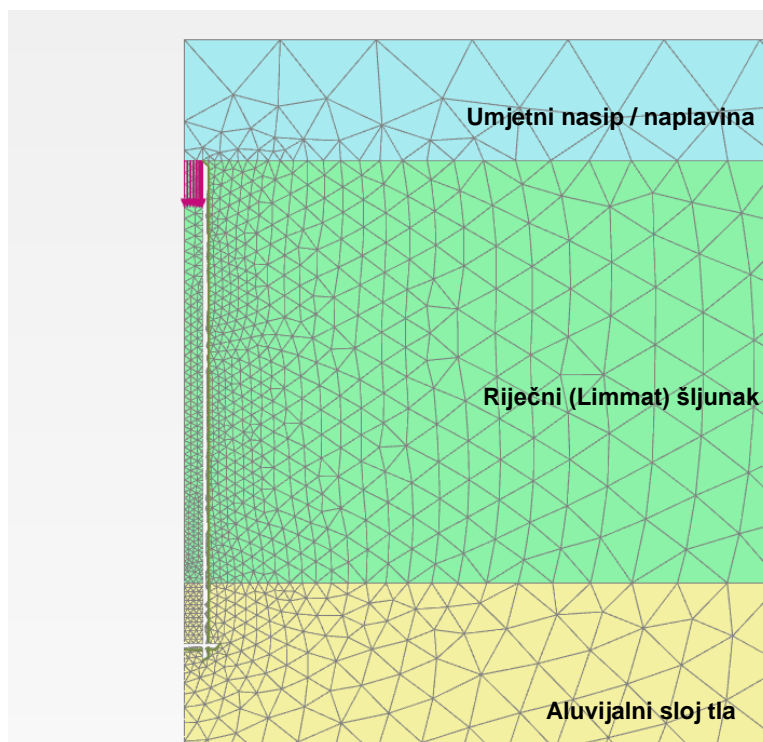 Umjetni nasip / naplavina
Riječni (Limmat) šljunak
Aluvijalni sloj tla